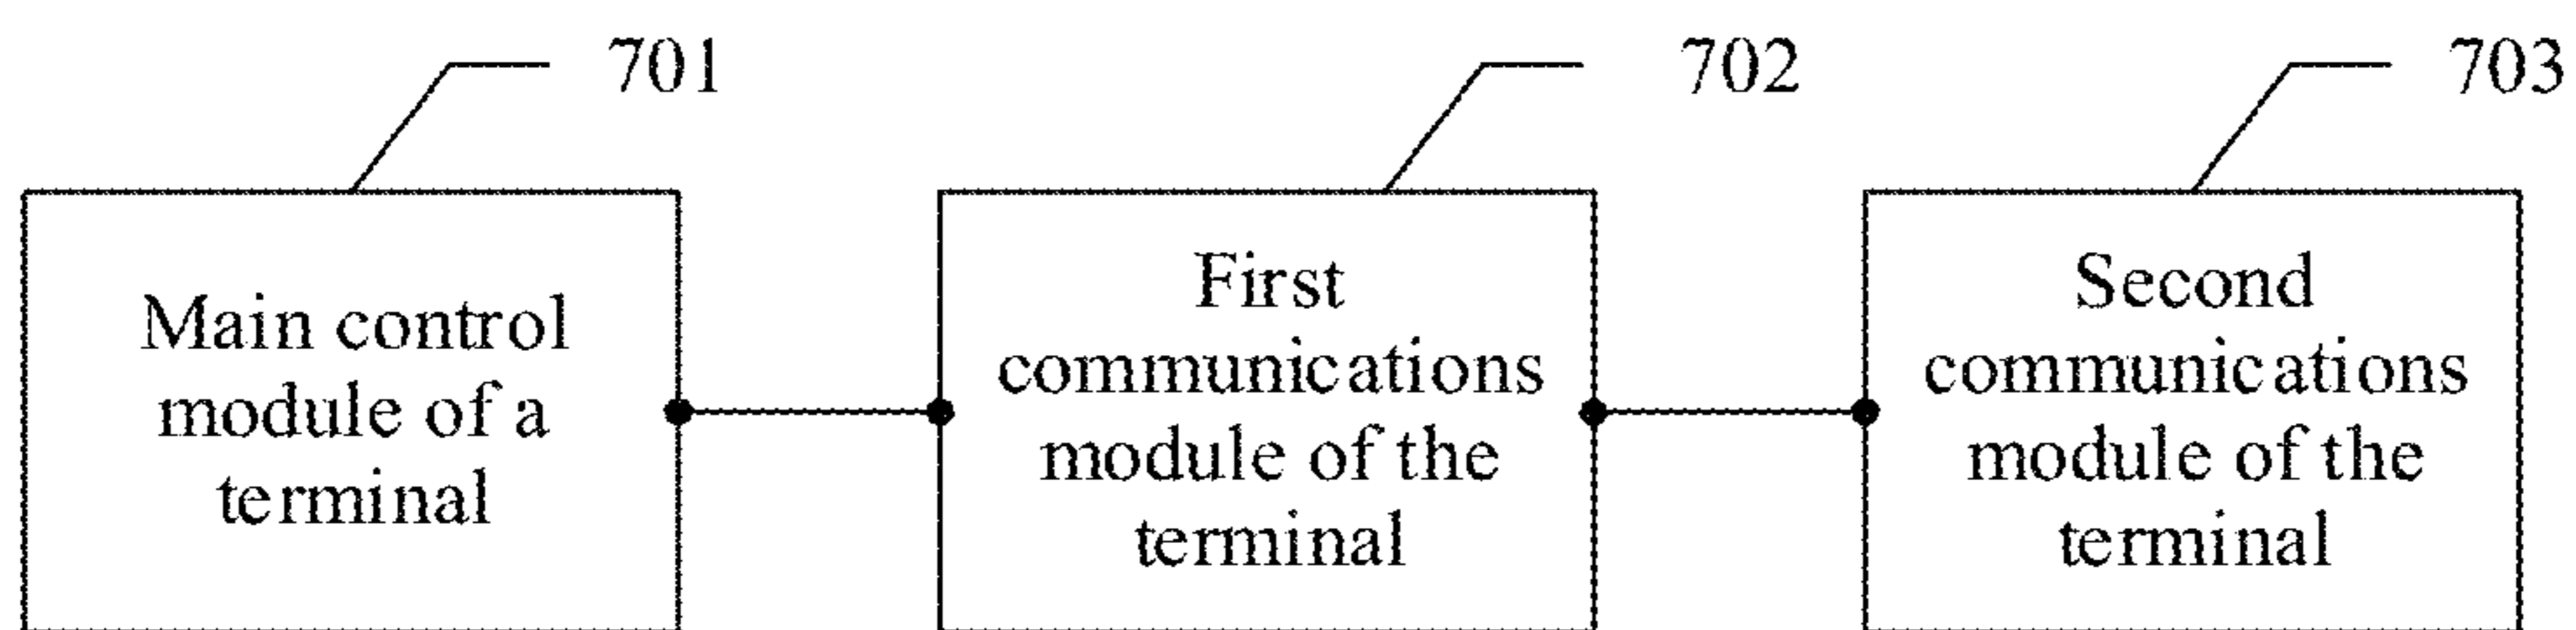 701
702
703
Main control
module of a
terminal
First
communications
module of the
terminal
Second
communications
module of the
terminal